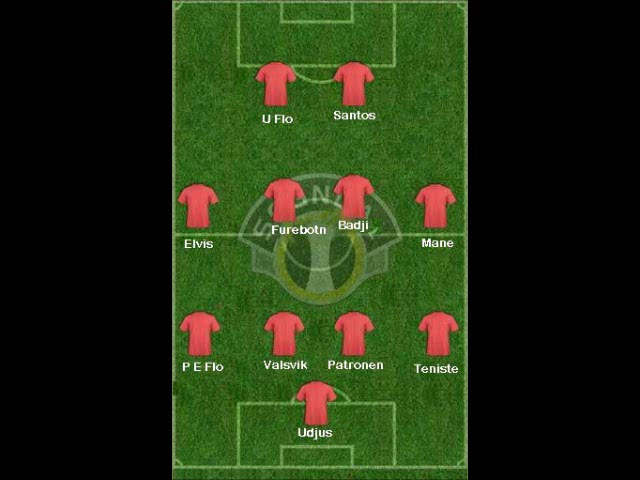 U Flo
Santos
Elvis
Furebotn
Badji
Mane
P E Flo
Valsvik
Patronen
Teniste
Udjus